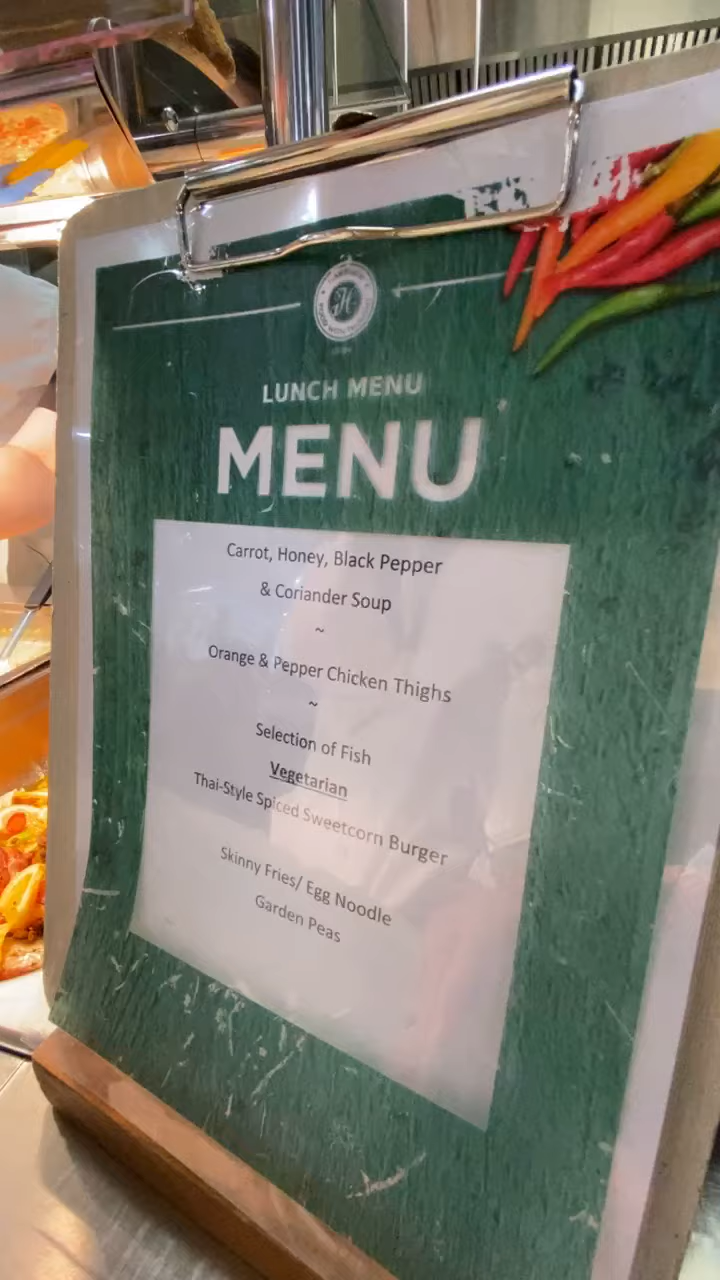 LUNCH MENU
MENU
Carrot, Honey, Black Pepper
& Coriander Soup
~
Orange & Pepper Chicken Thighs
~
Selection of Fish
Vegetarian
Thai-Style Spiced Sweetcorn Burger
Skinny Fries/ Egg Noodle
Garden Peas